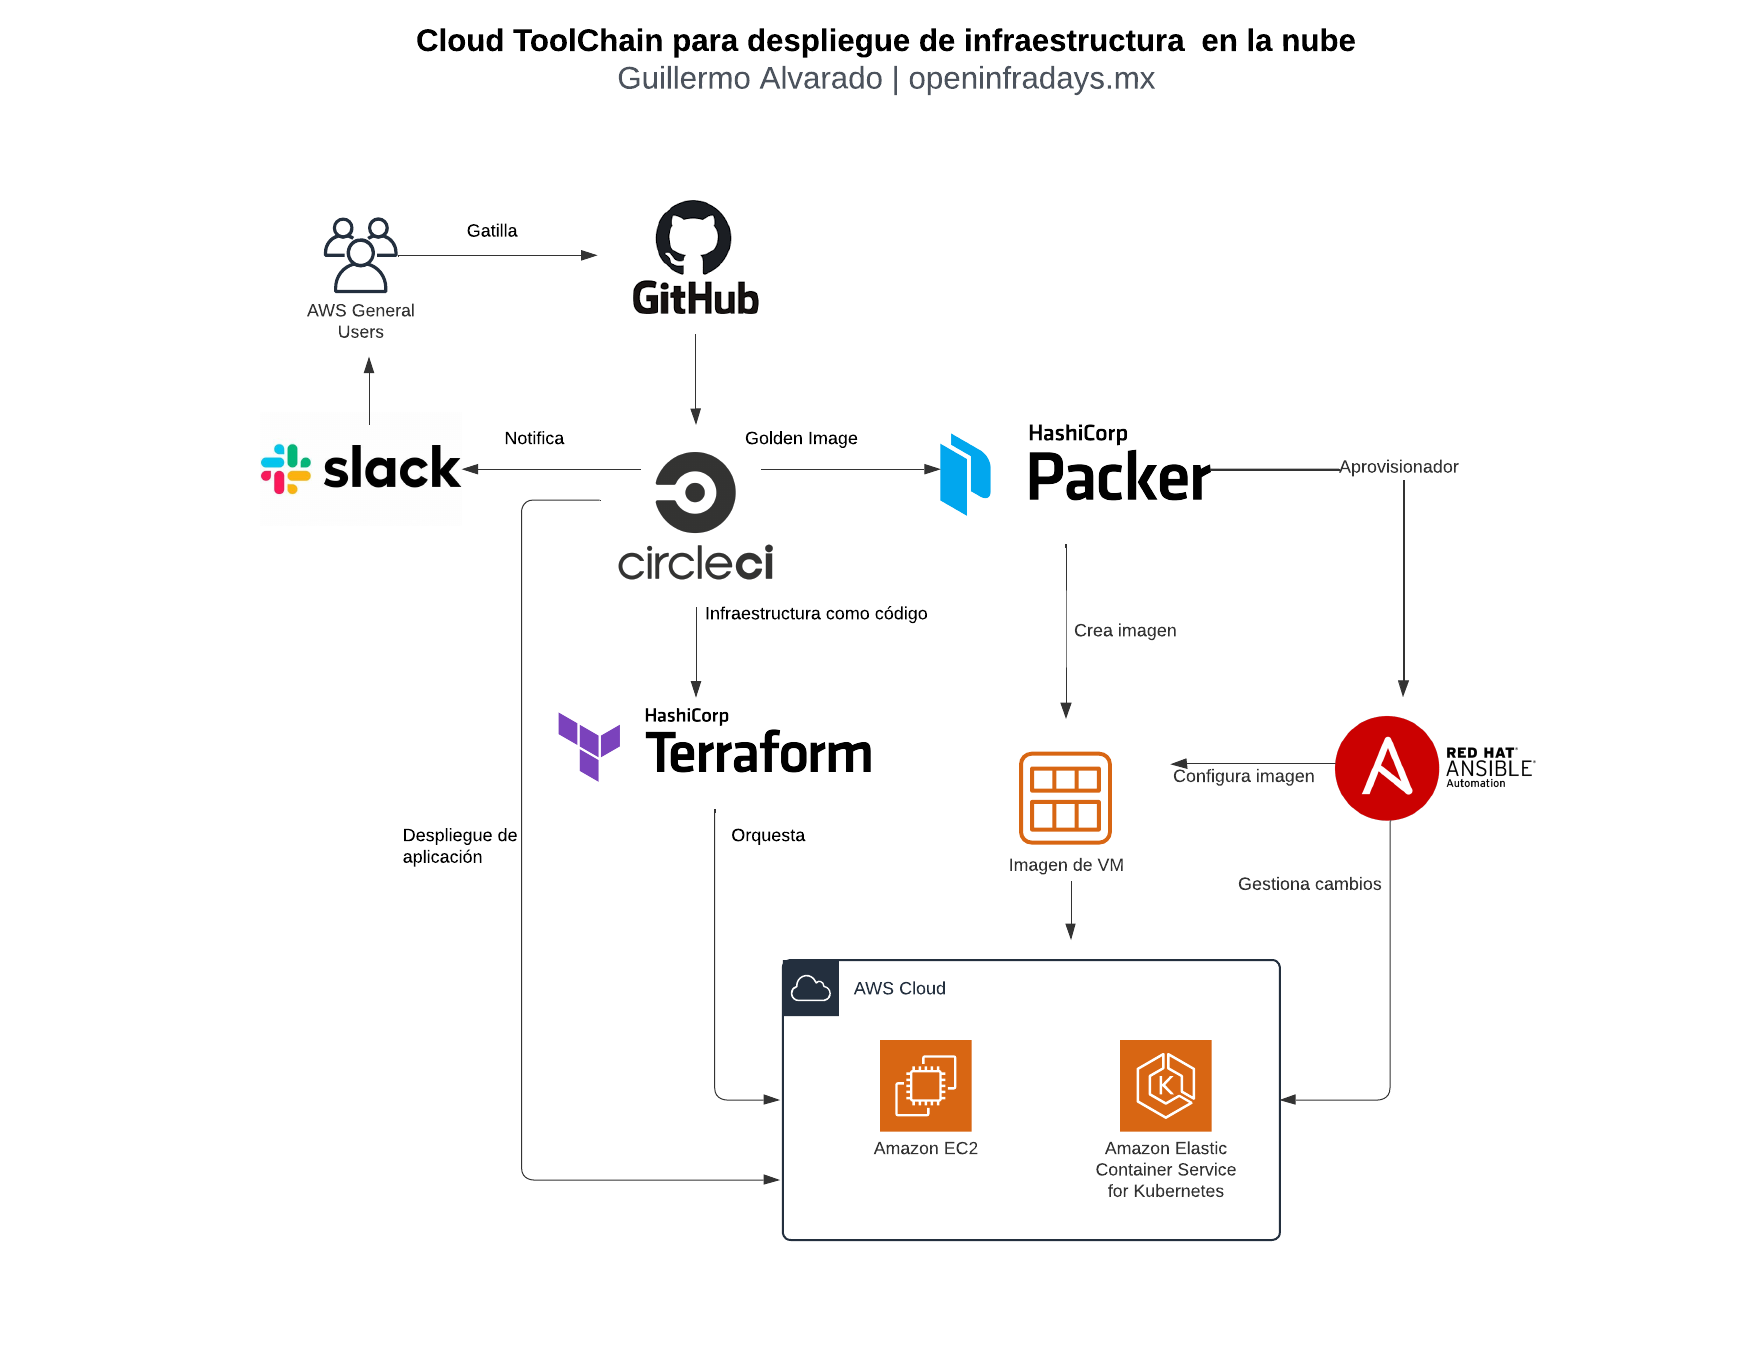 Cloud ToolChain para despliegue de infraestructura  en la nube
Guillermo Alvarado | openinfradays.mx
Gatilla
GitHub
AWS General
Users
slack
Notifica
Golden Image
circleci
HashiCorp
Packer
Aprovisionador
Infraestructura como código
Crea imagen
HashiCorp
Terraform
RED HAT
ANSIBLE
Automation
Configura imagen
Despliegue de
aplicación
Orquesta
Imagen de VM
Gestiona cambios
AWS Cloud
K
Amazon EC2
Amazon Elastic
Container Service
for Kubernetes